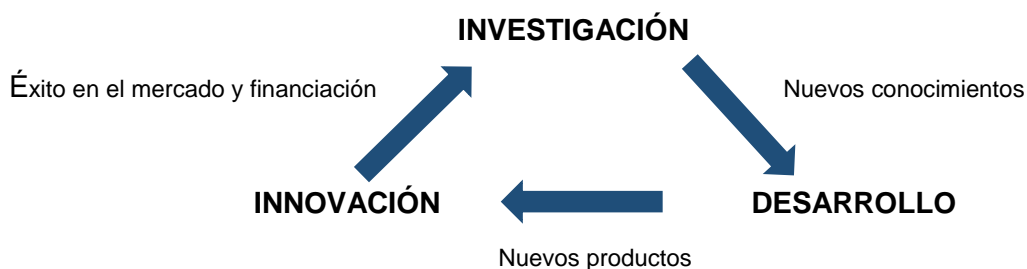 INVESTIGACIÓN
Éxito en el mercado y financiación
Nuevos conocimientos
INNOVACIÓN
DESARROLLO
Nuevos productos